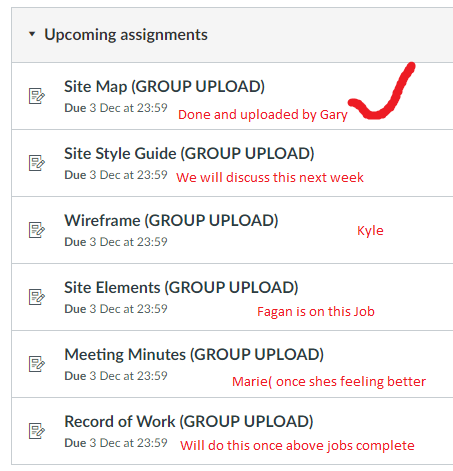 Upcoming assignments
Site Map (GROUP UPLOAD)
Due 3 Dec at 23:59 Done and uploaded by Gary
Site Style Guide (GROUP UPLOAD)
Due 3 Dec at 23:59 We will discuss this next week
Wireframe (GROUP UPLOAD)
Kyle
Due 3 Dec at 23:59
Site Elements (GROUP UPLOAD)
Due 3 Dec at 23:59 Fagan is on this Job
Meeting Minutes (GROUP UPLOAD)
Due 3 Dec at 23:59 Marie( once shes feeling better
Record of Work (GROUP UPLOAD)
Due 3 Dec at 23:59 Will do this once above jobs complete